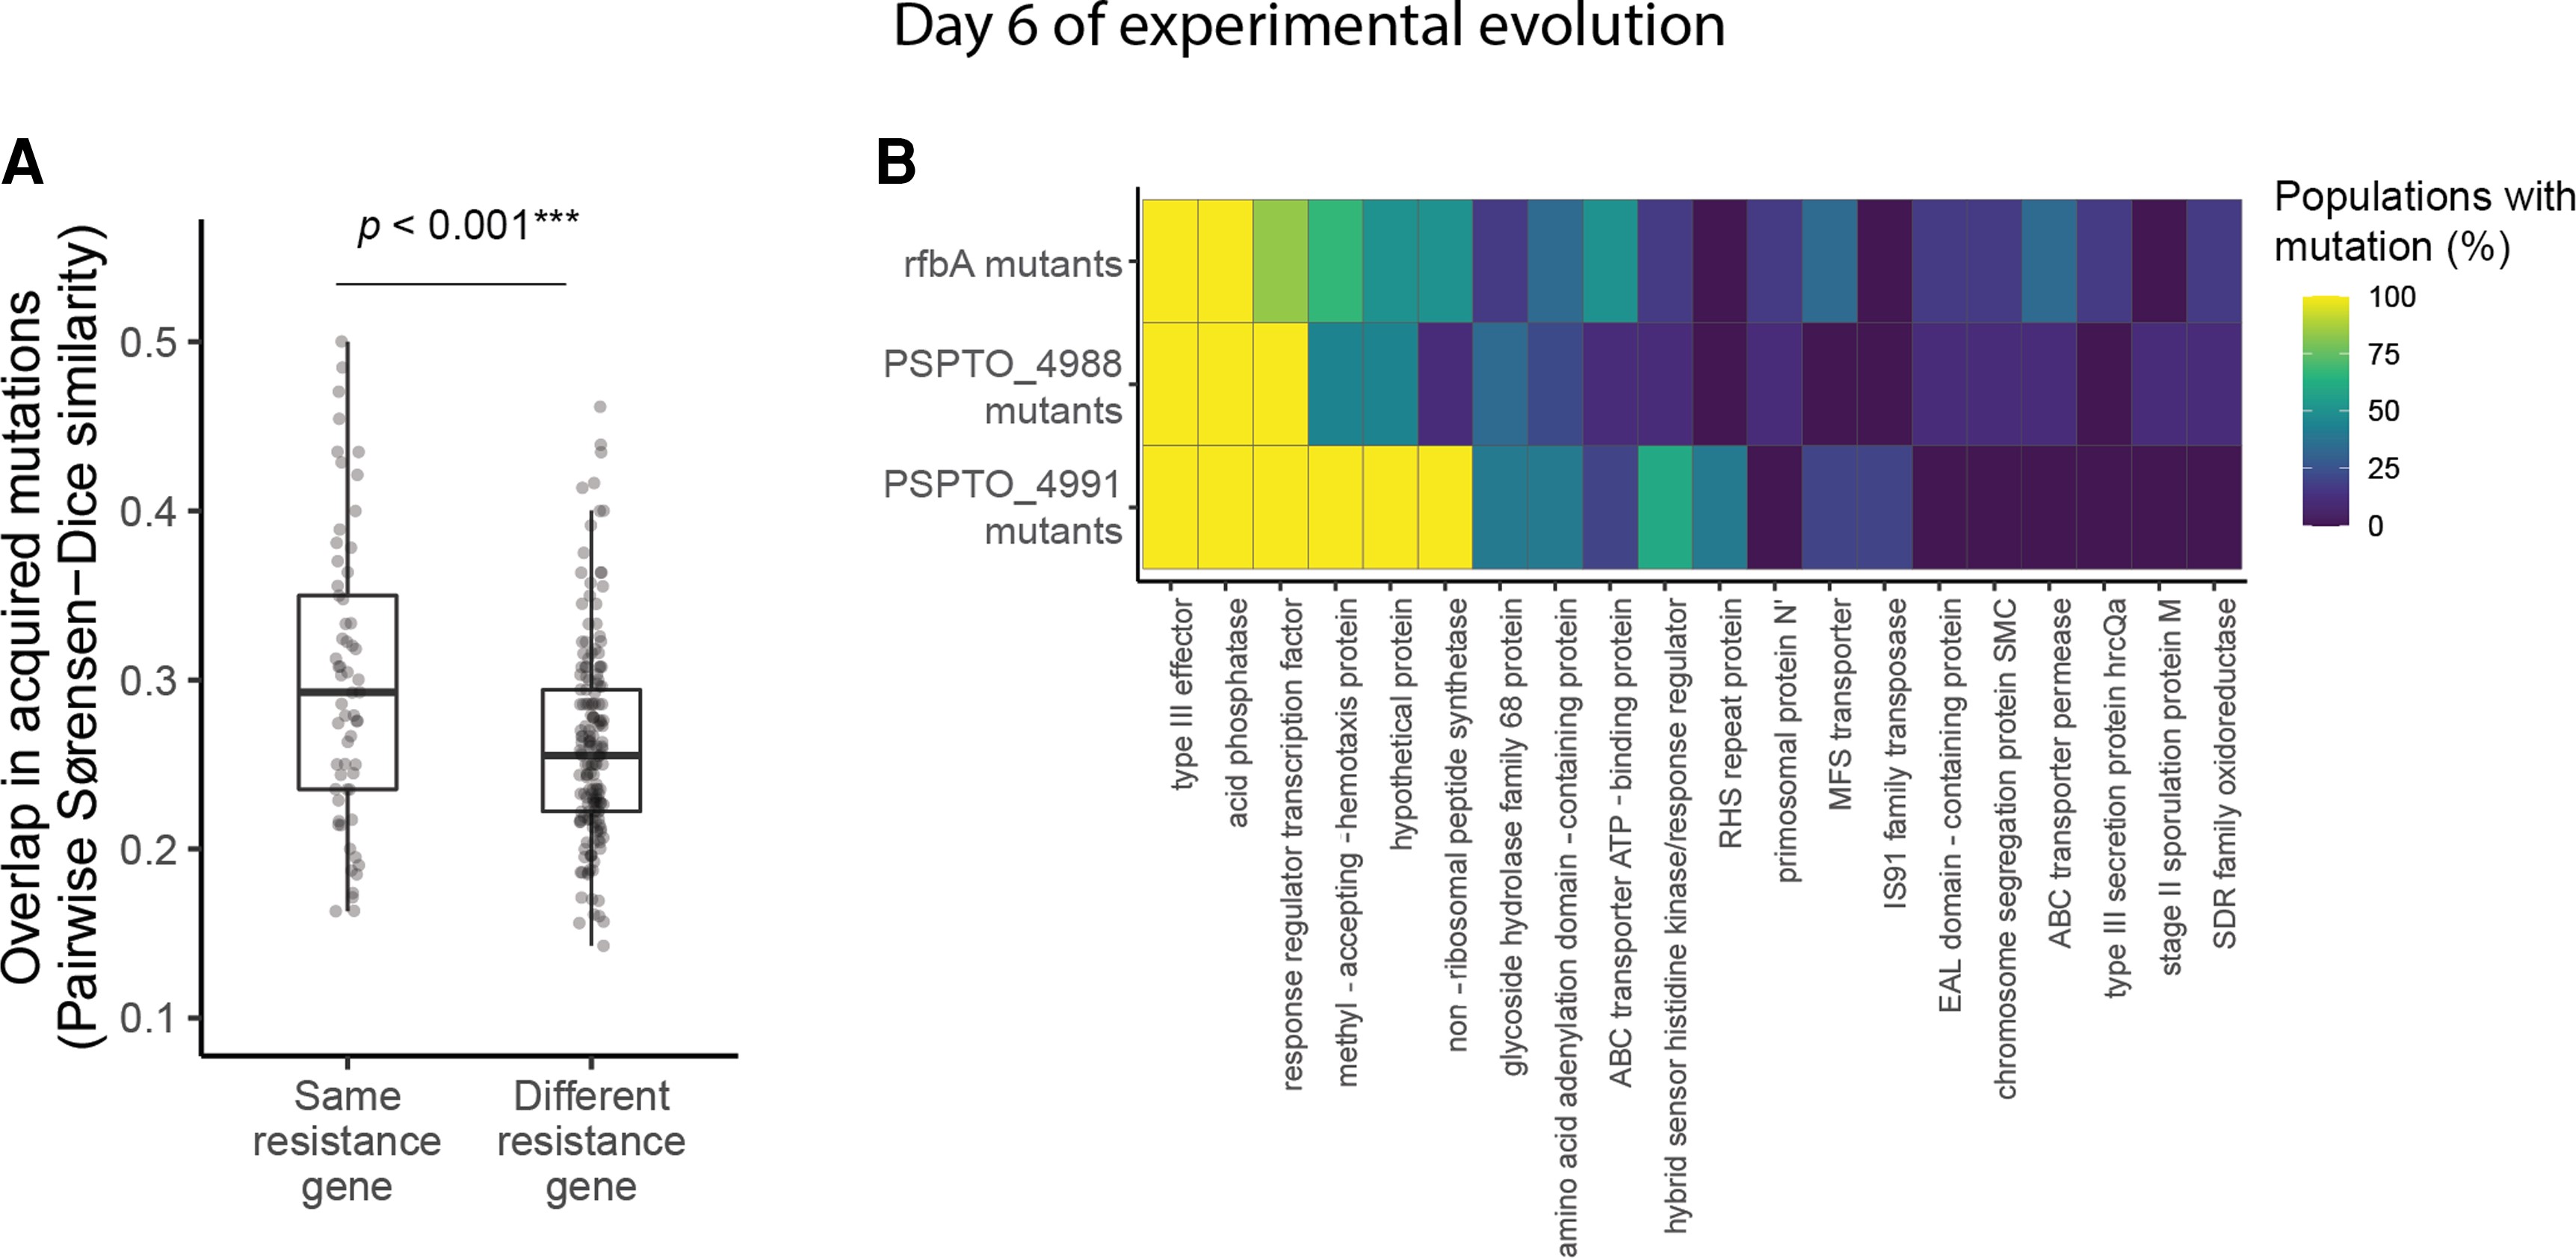 Day 6 of experimental evolution
A
p < 0.001***
Overlap in acquired mutations
(Pairwise Sørensen−Dice similarity)
0.5
0.4
0.3
0.2
0.1
Same
resistance
gene
Different
resistance
gene
B
rfbA mutants
PSPTO_4988
mutants
PSPTO_4991
mutants
type III effector
acid phosphatase
response regulator transcription factor
methyl - accepting - hemotaxis protein
hypothetical protein
non - ribosomal peptide synthetase
glycoside hydrolase family 68 protein
amino acid adenylation domain - containing protein
ABC transporter ATP - binding protein
hybrid sensor histidine kinase/response regulator
RHS repeat protein
primosomal protein N'
MFS transporter
IS91 family transposase
EAL domain - containing protein
chromosome segregation protein SMC
ABC transporter permease
type III secretion protein hrcQa
stage II sporulation protein M
SDR family oxidoreductase
Populations with
mutation (%)
100
75
50
25
0